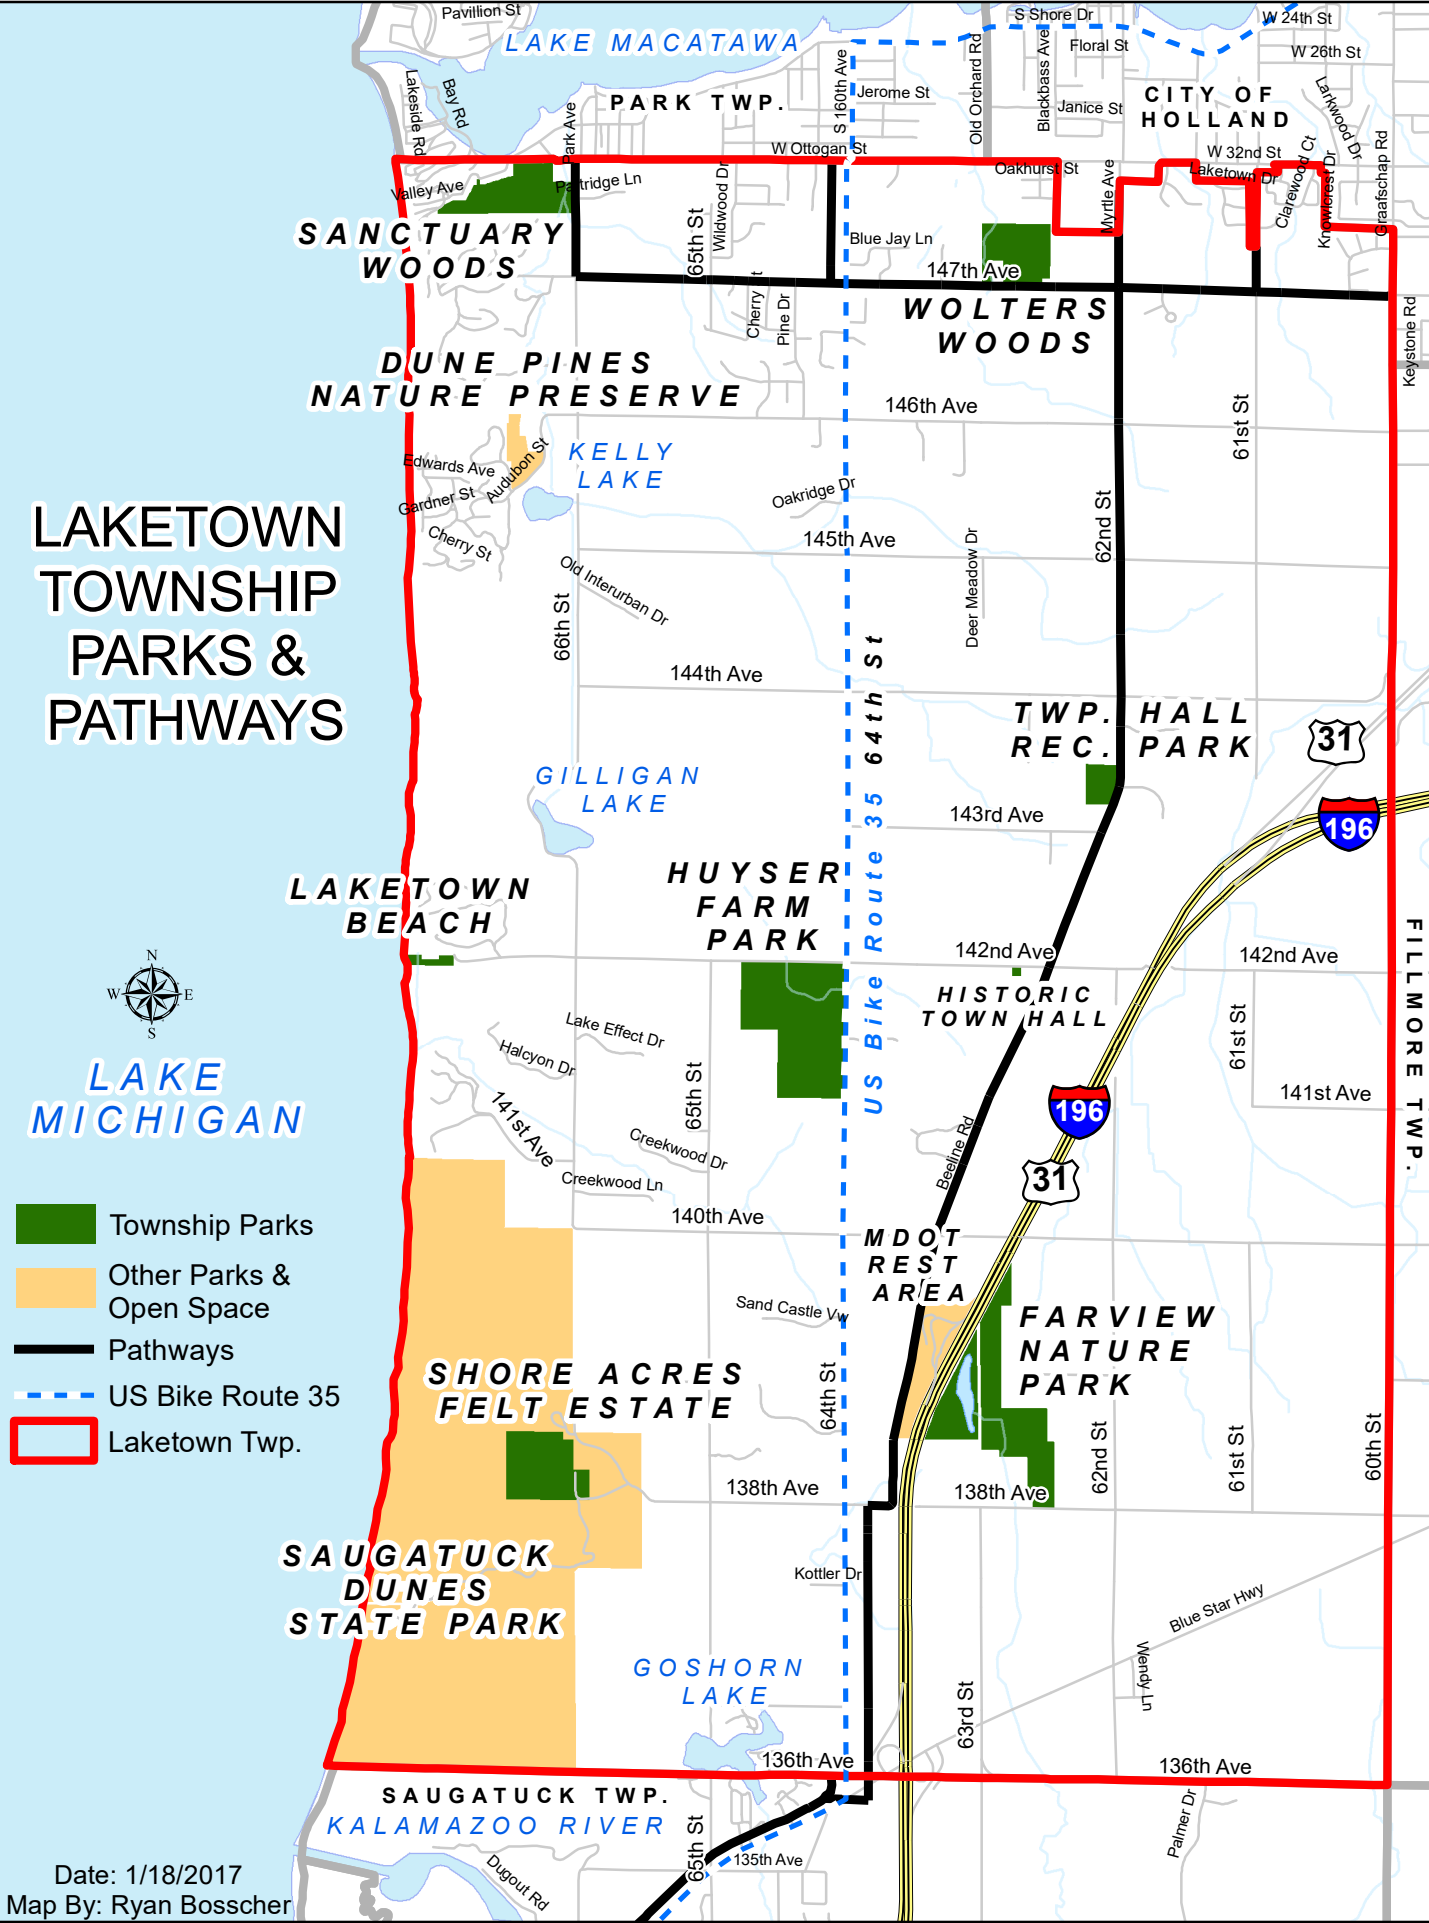 Pavillion St
S Shore Dr
W 24th St
LAKE MACATAWA
Floral St
W 26th St
Lakeside Rd
Bay Rd
Park Ave
S 160th Ave
Old Orchard Rd
Blackbass Ave
Jerome St
Janice St
PARK TWP.
CITY OF
HOLLAND
Larkwood Dr
Graafschap Rd
W Ottogan St
W 32nd St
Oakhurst St
Laketown Dr
Clarewood Ct
Knowlcrest Dr
Myrtle Ave
Valley Ave
Partridge Ln
65th St
Wildwood Dr
SANCTUARY
WOODS
Blue Jay Ln
147th Ave
Cherry St
Pine Dr
WOLTERS
WOODS
Keystone Rd
DUNE PINES
NATURE PRESERVE
146th Ave
61st St
Edwards Ave
Audubon St
Gardner St
Cherry St
KELLY
LAKE
Oakridge Dr
145th Ave
62nd St
Deer Meadow Dr
LAKETOWN
TOWNSHIP
PARKS &
PATHWAYS
Old Interurban Dr
66th St
144th Ave
US Bike Route 35 64th St
TWP. HALL
REC. PARK
31
GILLIGAN
LAKE
143rd Ave
196
LAKETOWN
BEACH
HUYSER
FARM
PARK
142nd Ave
142nd Ave
FILLMORE TWP.
HISTORIC
TOWN HALL
N
W
E
S
LAKE
MICHIGAN
Lake Effect Dr
Halcyon Dr
65th St
61st St
141st Ave
141st Ave
196
Creekwood Dr
Beeline Rd
31
Creekwood Ln
140th Ave
MDOT
REST
AREA
Township Parks
Other Parks &
Open Space
Pathways
US Bike Route 35
Laketown Twp.
Sand Castle Vw
FARVIEW
NATURE
PARK
SHORE ACRES
FELT ESTATE
64th St
62nd St
61st St
60th St
138th Ave
138th Ave
SAUGATUCK
DUNES
STATE PARK
Kottler Dr
Blue Star Hwy
Wendy Ln
GOSHORN
LAKE
63rd St
136th Ave
136th Ave
SAUGATUCK TWP.
KALAMAZOO RIVER
65th St
135th Ave
Palmer Dr
Dugout Rd
Date: 1/18/2017
Map By: Ryan Bosscher